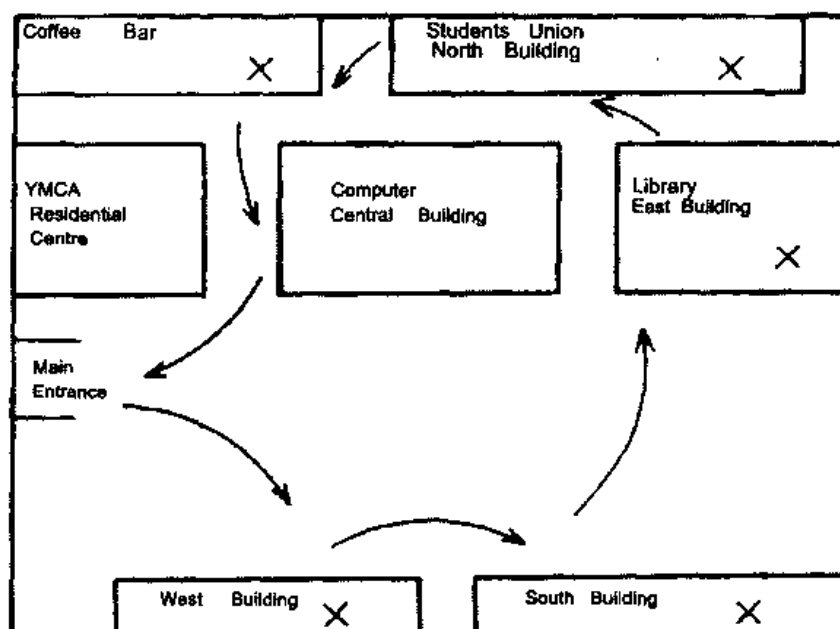 Coffee Bar
Students Union
North Building
YMCA
Residential
Centre
Computer
Central Building
Library
East Building
Main
Entrance
West Building
South Building